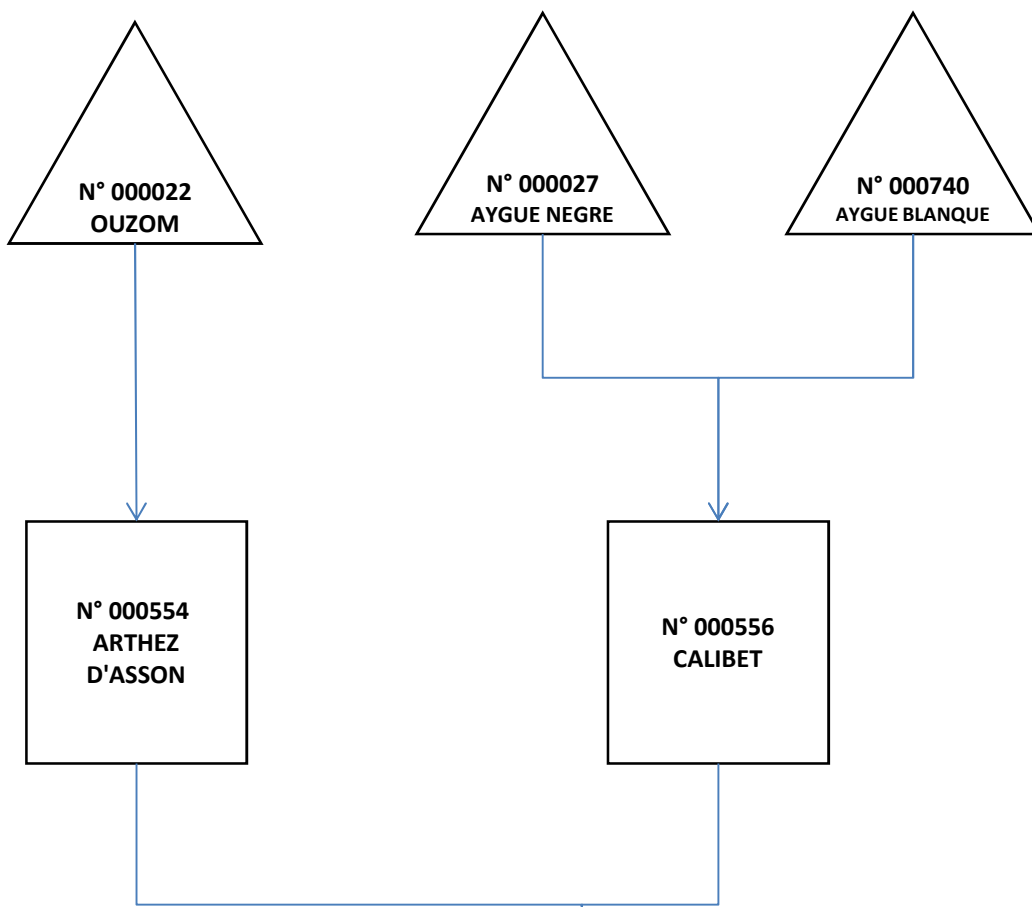 N° 000022
OUZOM
N° 000027
AYGUE NEGRE
N° 000740
AYGUE BLANQUE
N° 000554
ARTHEZ
D'ASSON
N° 000556
CALIBET